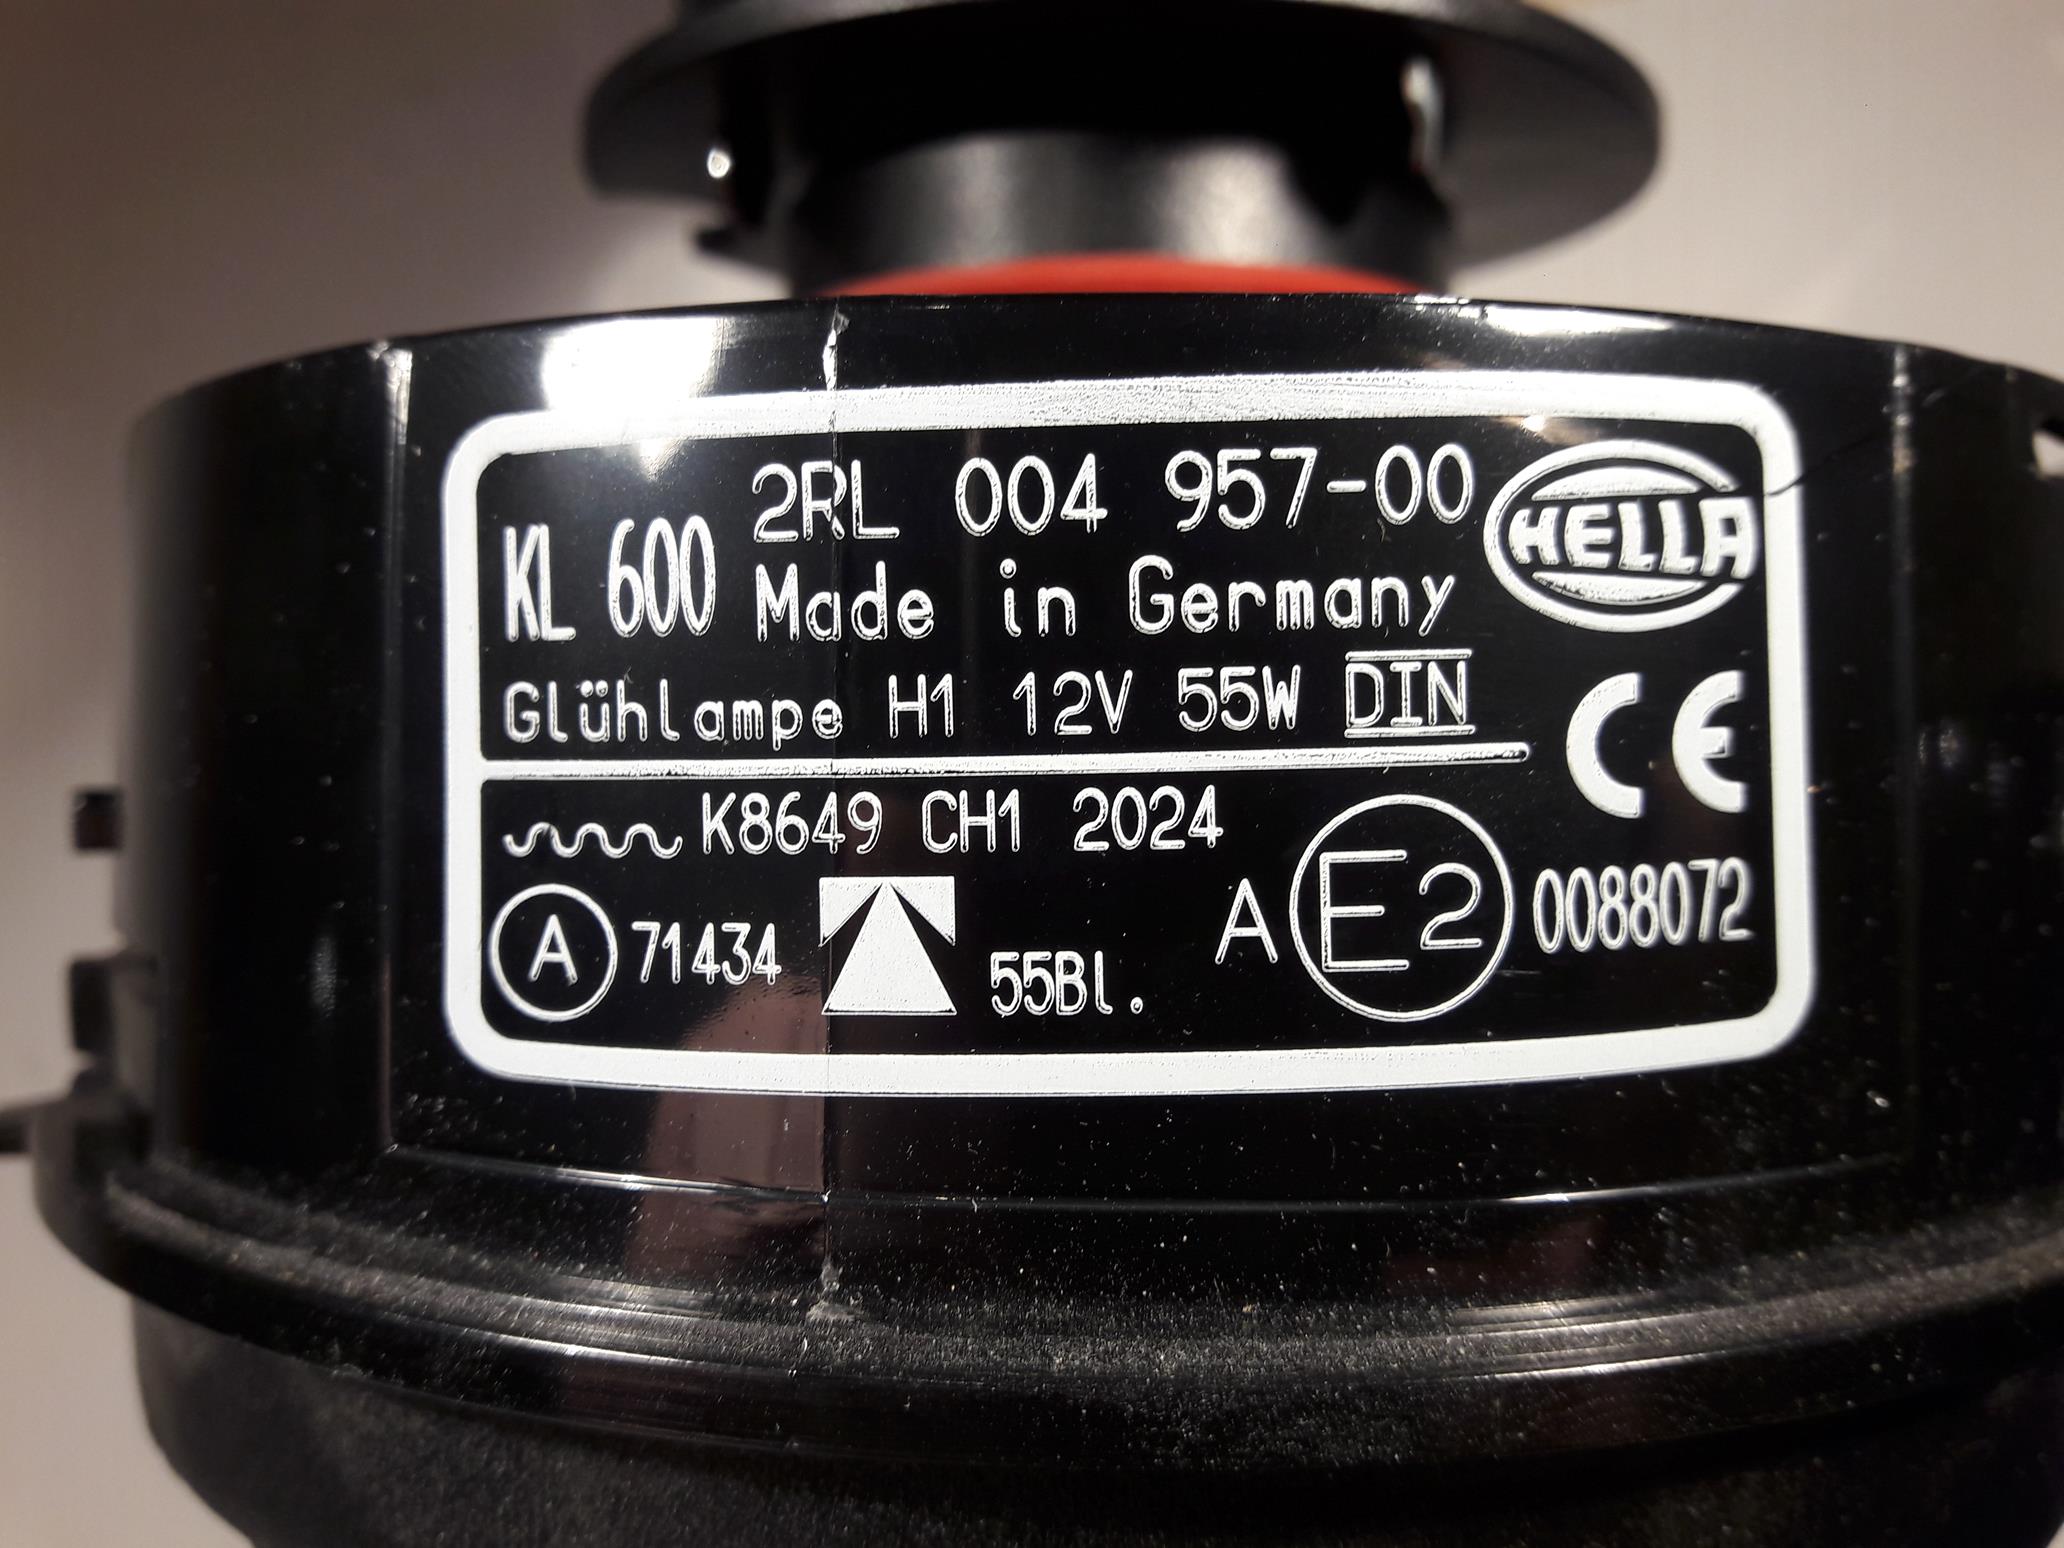 KL 600 2RL 004 957-00
Made in Germany
HELLA
Glühlampe H1 12V 55W DIN
CE
K8649 CH1 2024
A 71434 55Bl. A E2 0088072